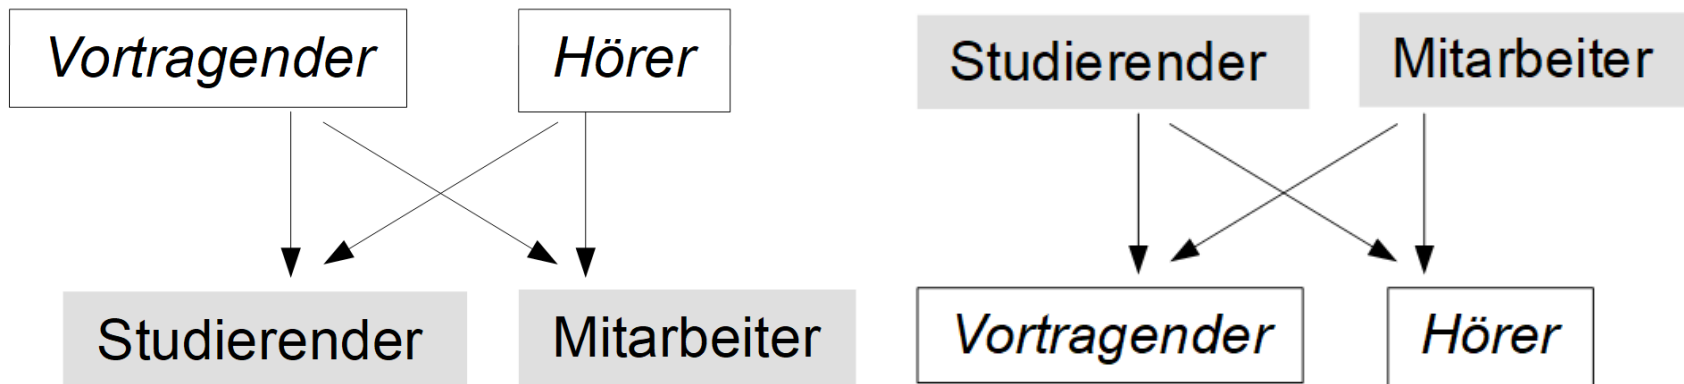 Vortragender
Hörer
Studierender
Mitarbeiter
Studierender
Mitarbeiter
Vortragender
Hörer